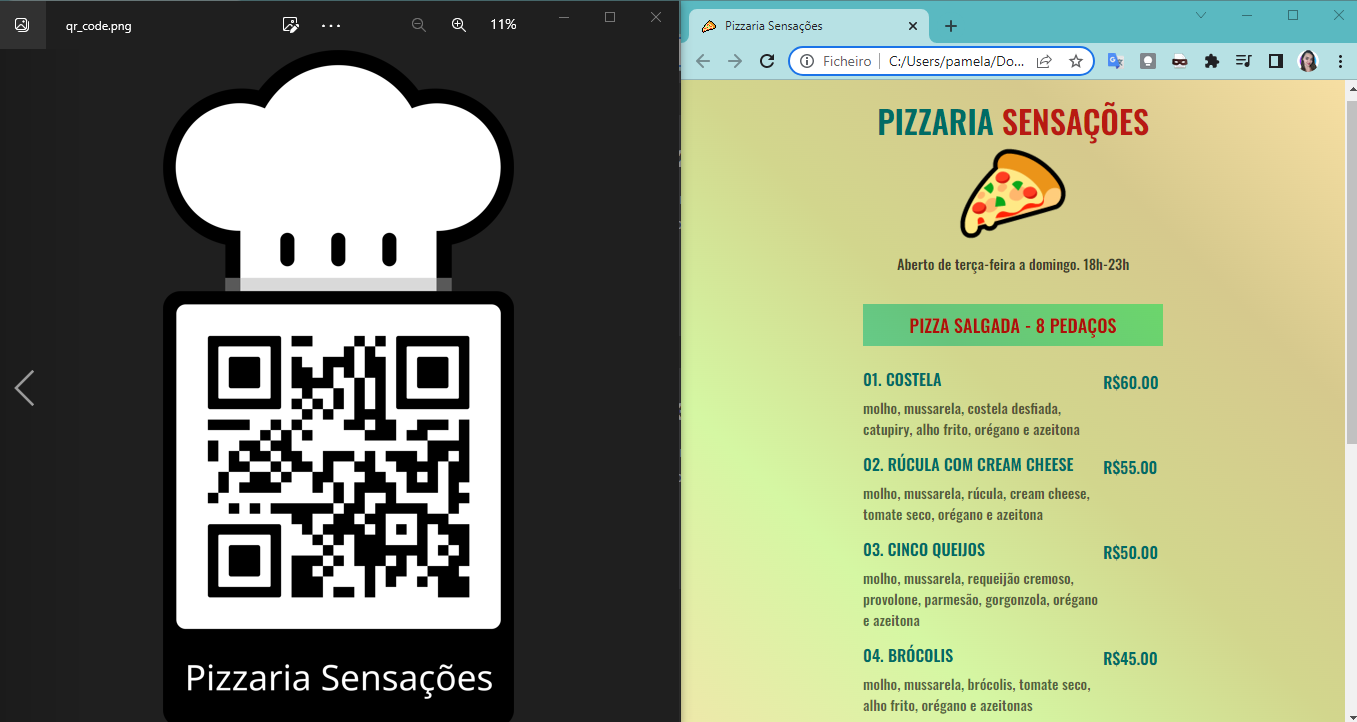 qr_code.png
11%
Pizzaria Sensações
Pizzaria Sensações
Ficheiro
C:/Users/pamela/Do...
PIZZARIA SENSAÇÕES
Aberto de terça-feira a domingo. 18h-23h
PIZZA SALGADA - 8 PEDAÇOS
01. COSTELA R$60.00
molho, mussarela, costela desfiada,
catupiry, alho frito, orégano e azeitona
02. RÚCULA COM CREAM CHEESE R$55.00
molho, mussarela, rúcula, cream cheese,
tomate seco, orégano e azeitona
03. CINCO QUEIJOS R$50.00
molho, mussarela, requeijão cremoso,
provolone, parmesão, gorgonzola, orégano
e azeitona
04. BRÓCOLIS R$45.00
molho, mussarela, brócolis, tomate seco,
alho frito, orégano e azeitonas